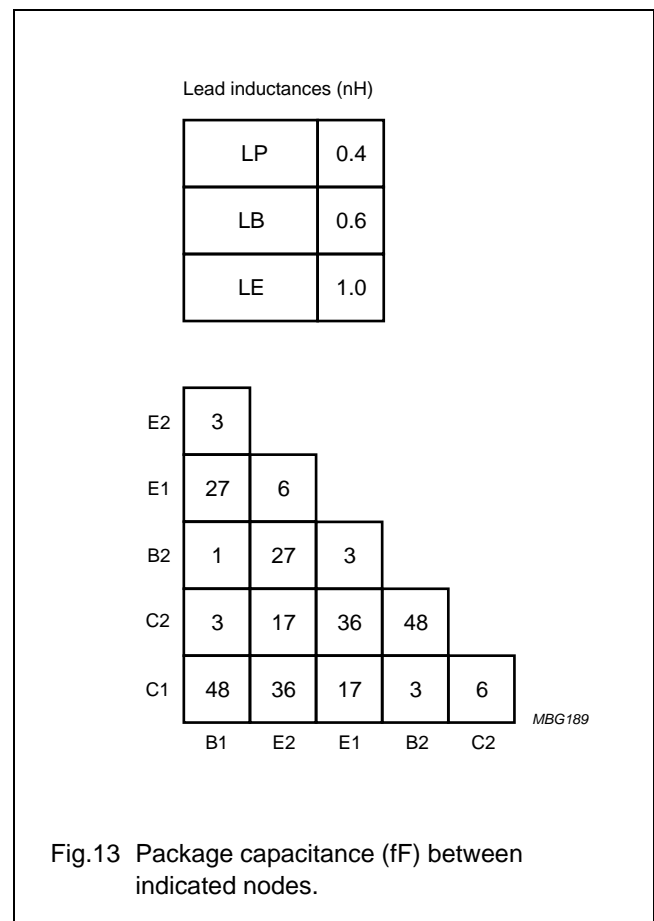 Lead inductances (nH)
LP 0.4
LB 0.6
LE 1.0
E2 3
E1 27 6
B2 1 27 3
C2 3 17 36 48
C1 48 36 17 3 6
MBG189
B1 E2 E1 B2 C2
Fig.13 Package capacitance (fF) between
indicated nodes.